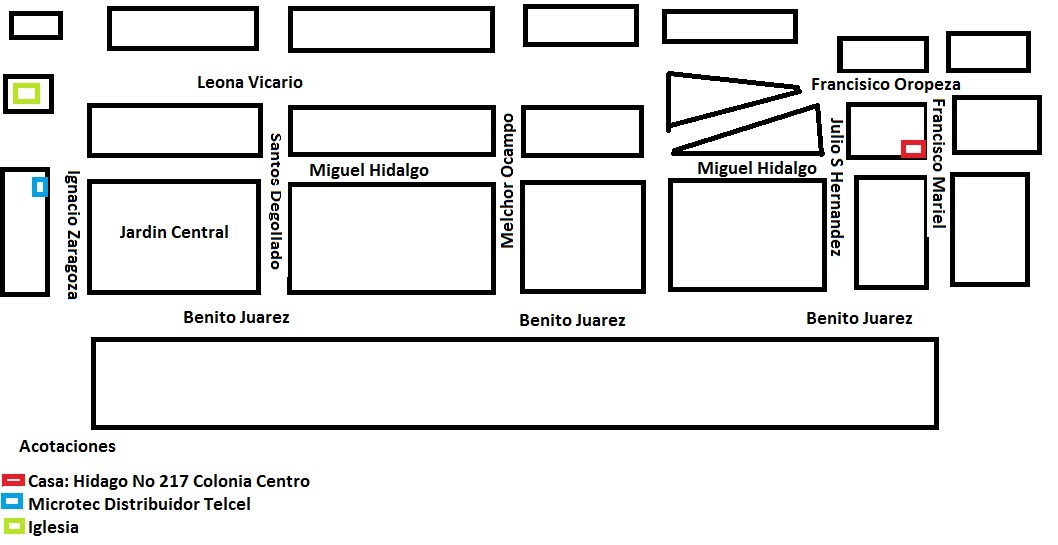 Leona Vicario
Francisico Oropeza
Santos Degollado
Melchor Ocampo
Julio S Hernandez
Francisco Mariel
Miguel Hidalgo
Miguel Hidalgo
Ignacio Zaragoza
Jardin Central
Benito Juarez
Benito Juarez
Benito Juarez
Acotaciones
Casa: Hidago No 217 Colonia Centro
Microtec Distribuidor Telcel
Iglesia